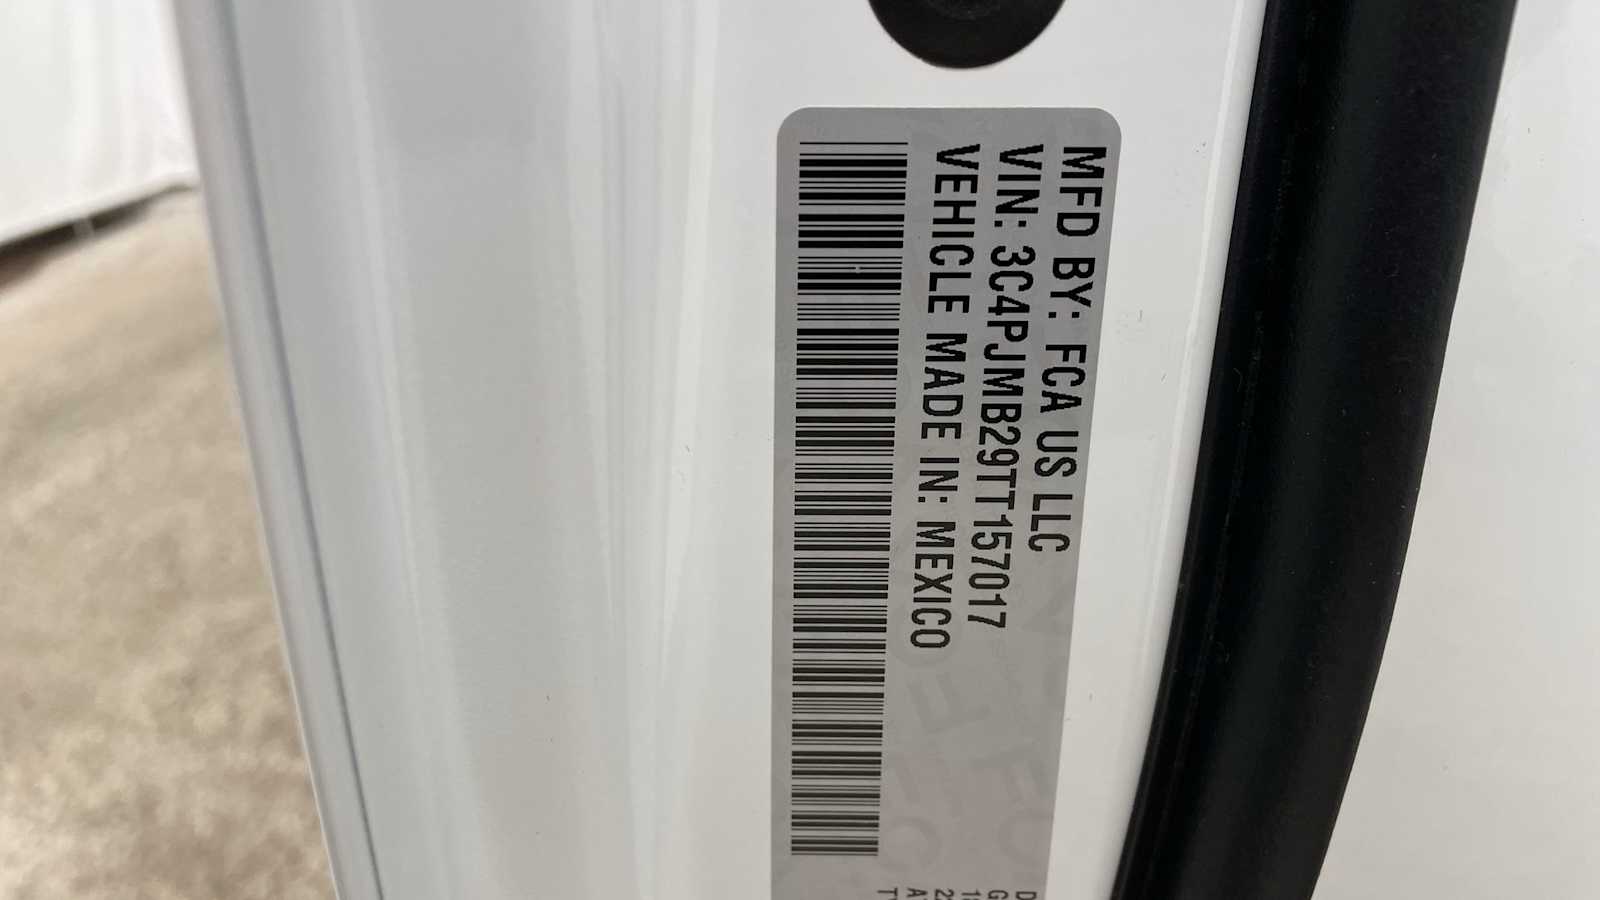 MFD BY: FCA US LLC
VIN: 3C4PJMB29TT157017
VEHICLE MADE IN: MEXICO